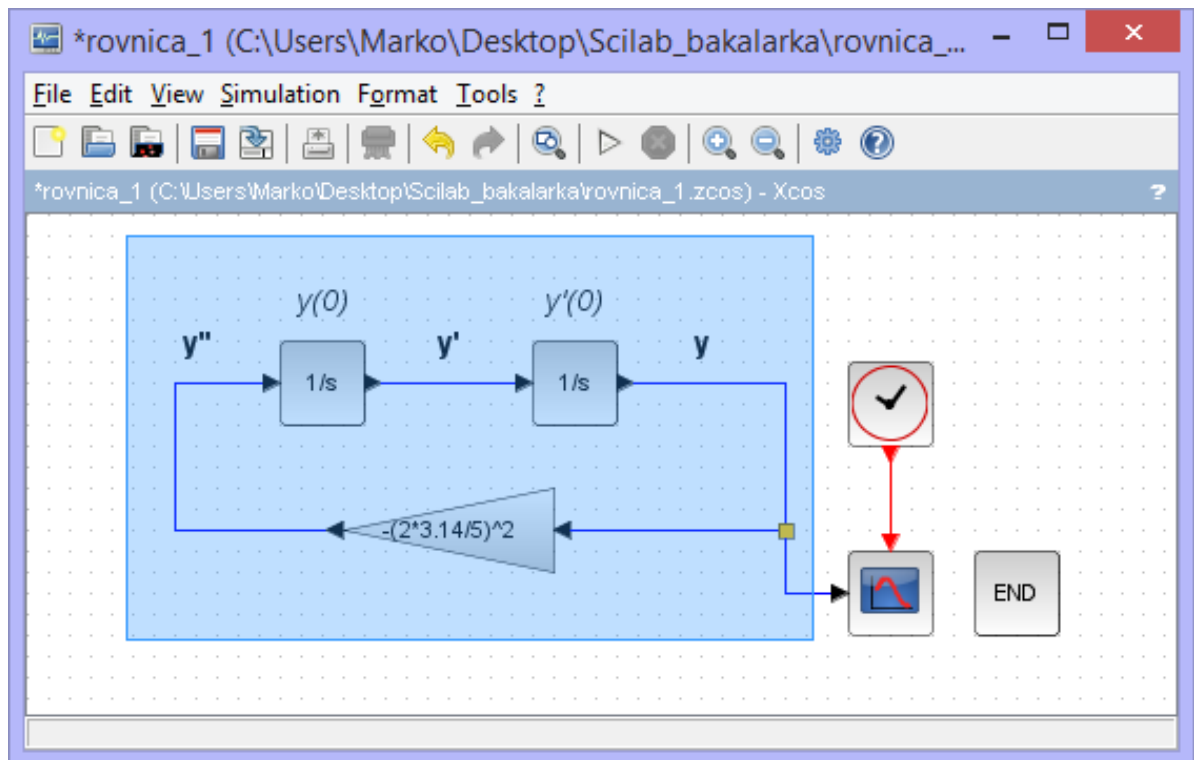 *rovnica_1 (C:\Users\Marko\Desktop\Scilab_bakalarka\rovnica_...
File Edit View Simulation Format Tools ?
*rovnica_1 (C:\Users\Marko\Desktop\Scilab_bakalarka\rovnica_1.zcos) - Xcos ?
y(0) y'(0)
y" y' y
1/s 1/s
-(2*3.14/5)^2
END